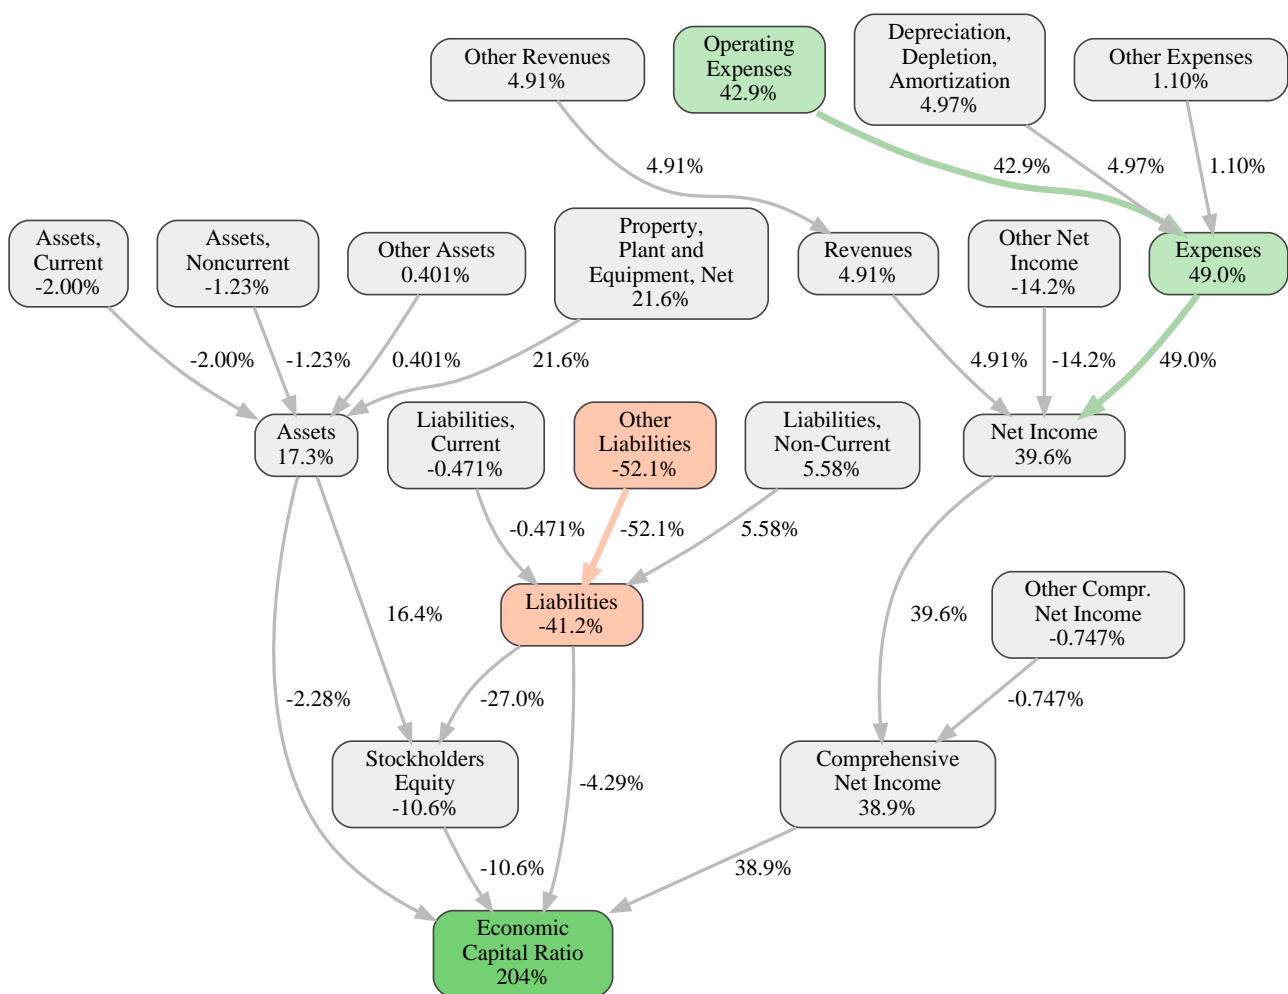 Other Revenues
4.91%
Operating
Expenses
42.9%
Depreciation,
Depletion,
Amortization
4.97%
Other Expenses
1.10%
4.91%
42.9%
4.97%
1.10%
Assets,
Current
-2.00%
Assets,
Noncurrent
-1.23%
Other Assets
0.401%
Property,
Plant and
Equipment, Net
21.6%
Revenues
4.91%
Other Net
Income
-14.2%
Expenses
49.0%
-2.00%
-1.23%
0.401%
21.6%
4.91%
-14.2%
49.0%
Assets
17.3%
Liabilities,
Current
-0.471%
Other
Liabilities
-52.1%
Liabilities,
Non-Current
5.58%
Net Income
39.6%
-0.471%
-52.1%
5.58%
Liabilities
-41.2%
16.4%
39.6%
Other Compr.
Net Income
-0.747%
-2.28%
-27.0%
-0.747%
Stockholders
Equity
-10.6%
-4.29%
Comprehensive
Net Income
38.9%
-10.6%
38.9%
Economic
Capital Ratio
204%